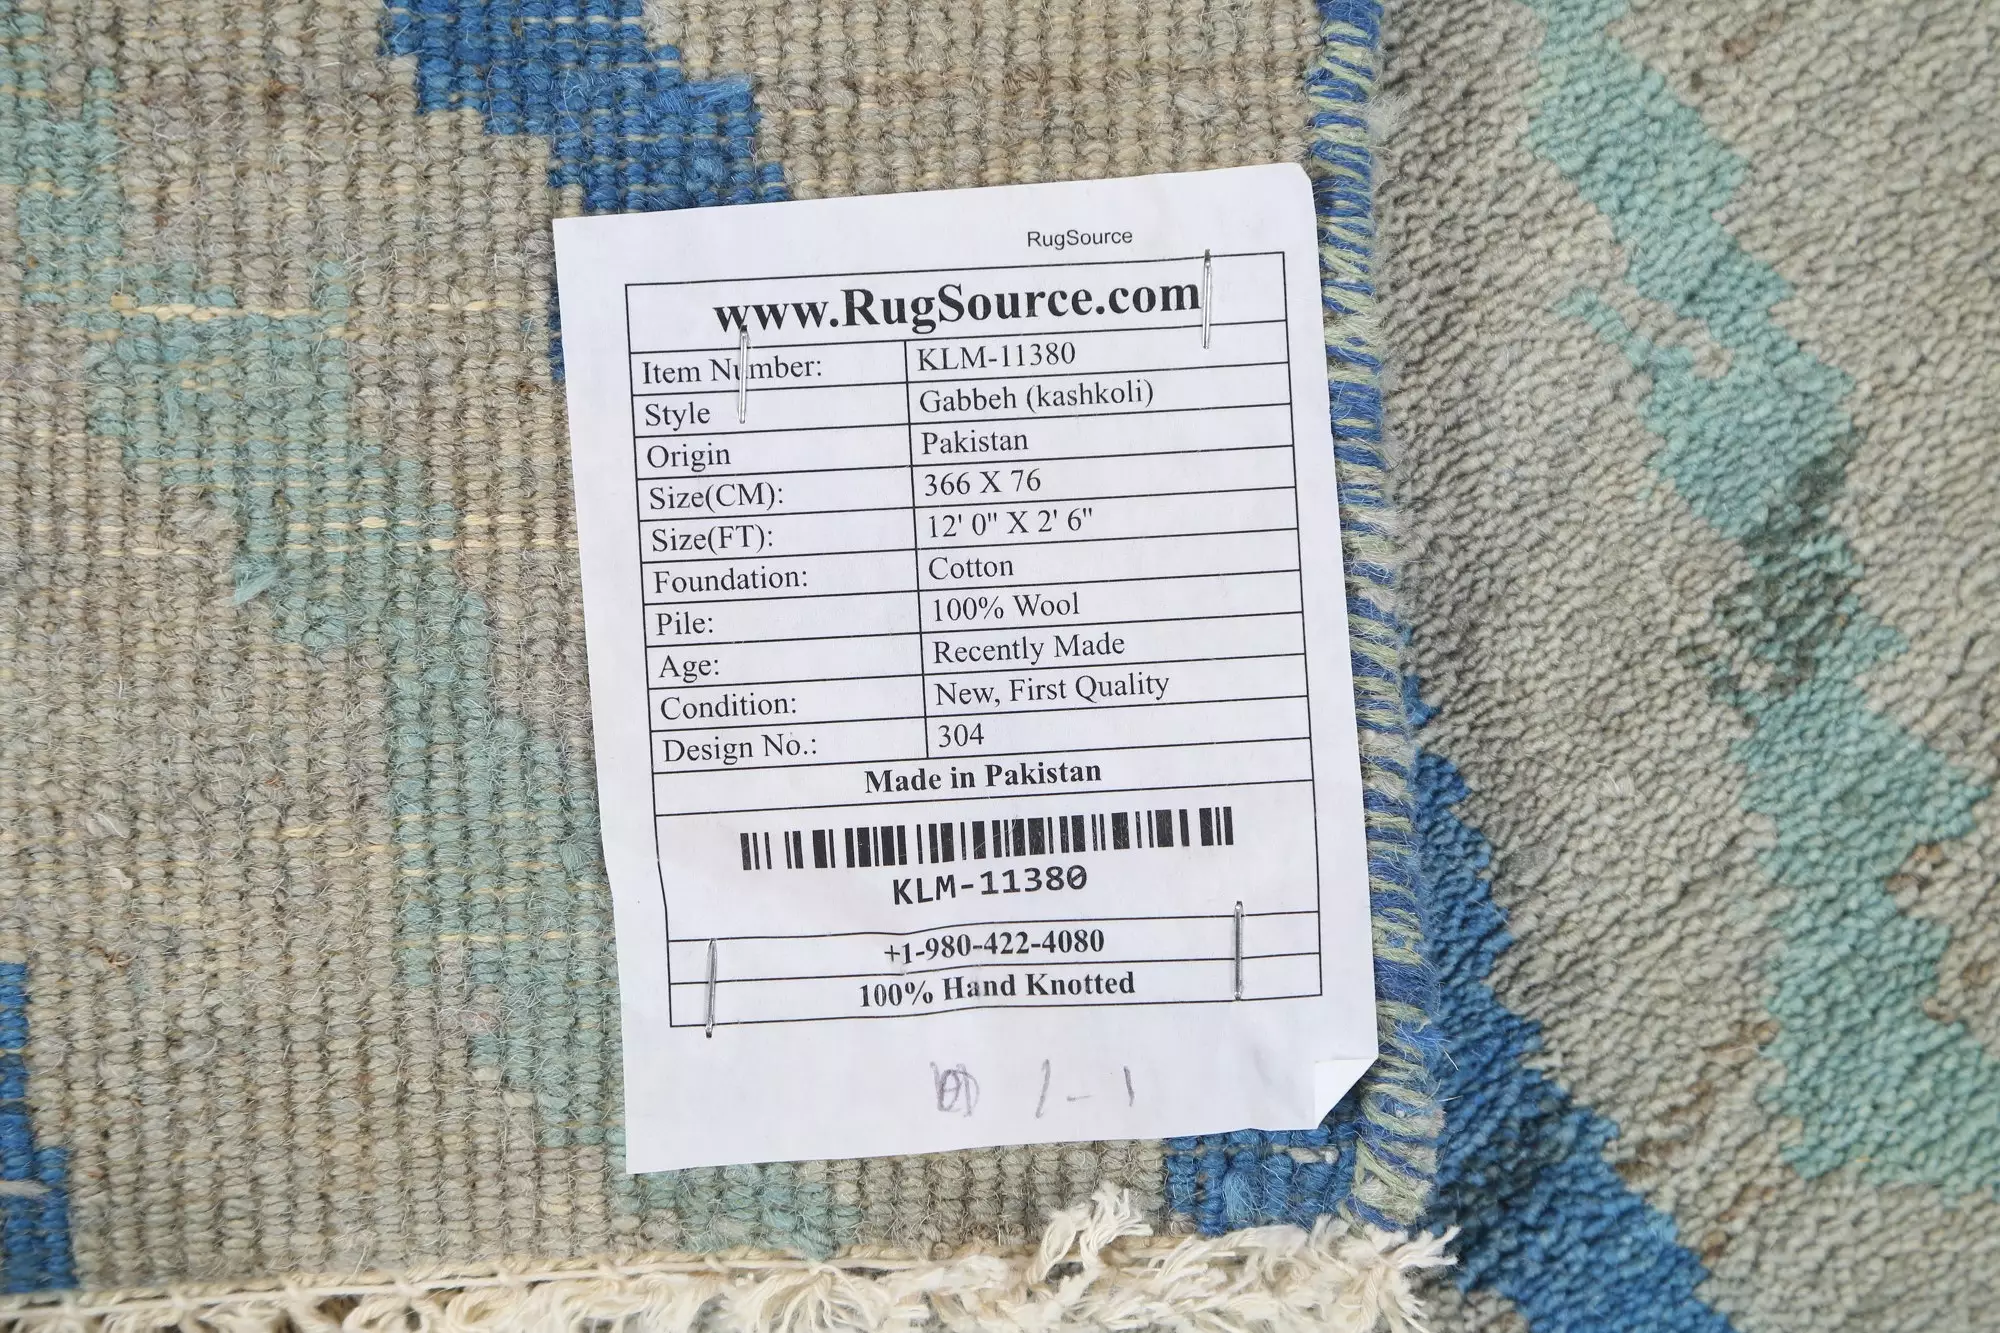 RugSource
www.RugSource.com
Item Number: KLM-11380
Style Gabbeh (kashkoli)
Origin Pakistan
Size(CM): 366 X 76
Size(FT): 12' 0" X 2' 6"
Foundation: Cotton
Pile: 100% Wool
Age: Recently Made
Condition: New, First Quality
Design No.: 304
Made in Pakistan
KLM-11380
+1-980-422-4080
100% Hand Knotted
1-1